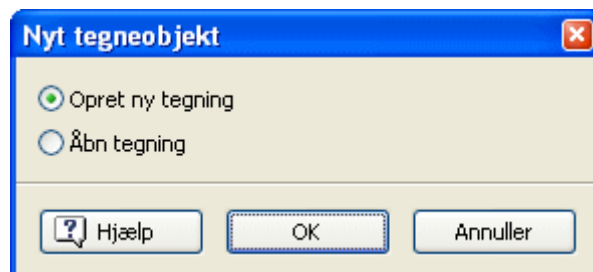 Nyt tegneobjekt
Opret ny tegning
Åbn tegning
Hjælp OK Annuller